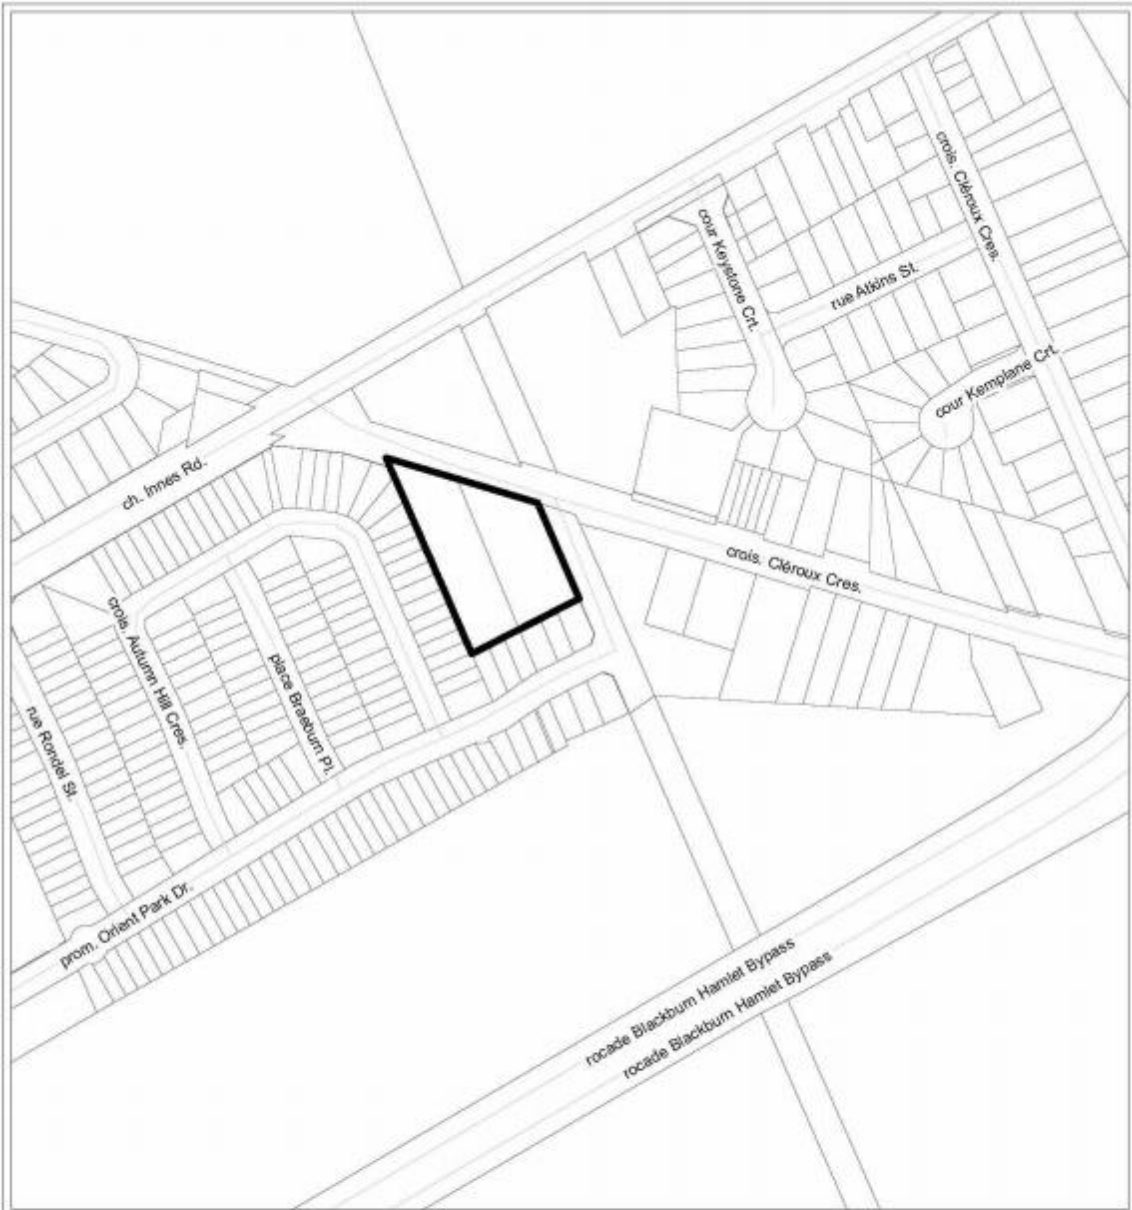 crois. Cléroux Cres.
cour Keystone Crt.
rue Atkins St.
cour Kemplane Crt.
ch. Innes Rd.
crois. Cléroux Cres.
crois. Autumn Hill Cres.
place Braeburn Pl.
rue Rondel St.
prom. Orient Park Dr.
rocade Blackburn Hamlet Bypass
rocade Blackburn Hamlet Bypass